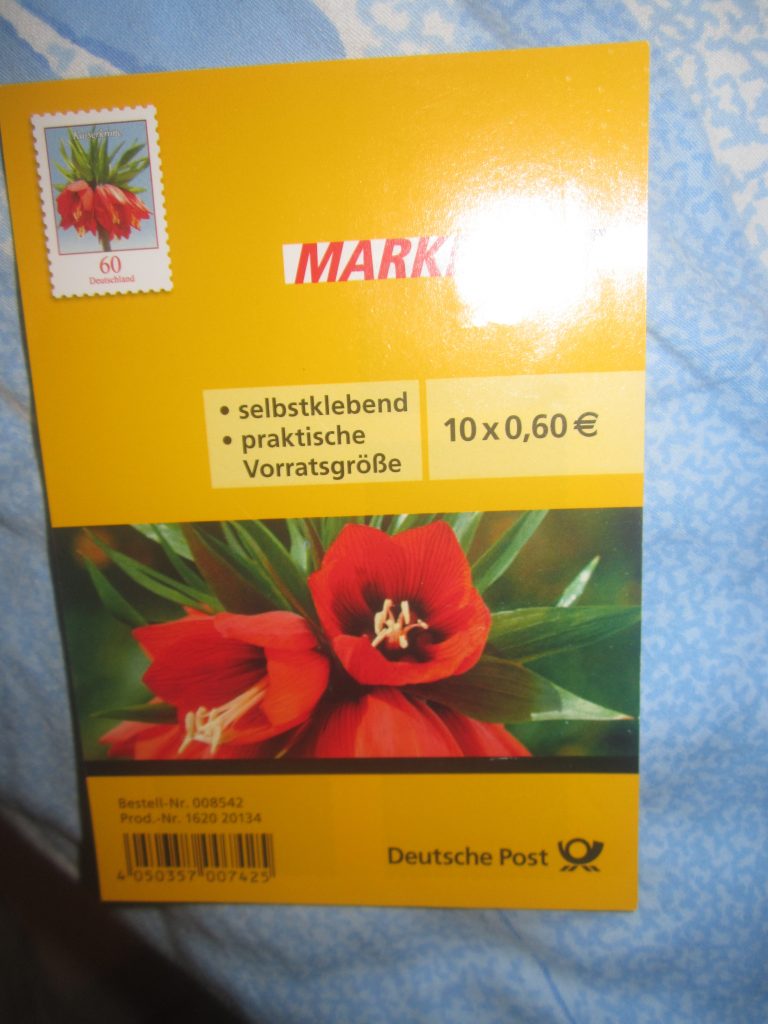 Kaiserkrone
60
Deutschland
• selbstklebend
• praktische
Vorratsgröße
10 x 0,60 €
Bestell-Nr. 008542
Prod.-Nr. 1620 20134
4 050357 007425
Deutsche Post